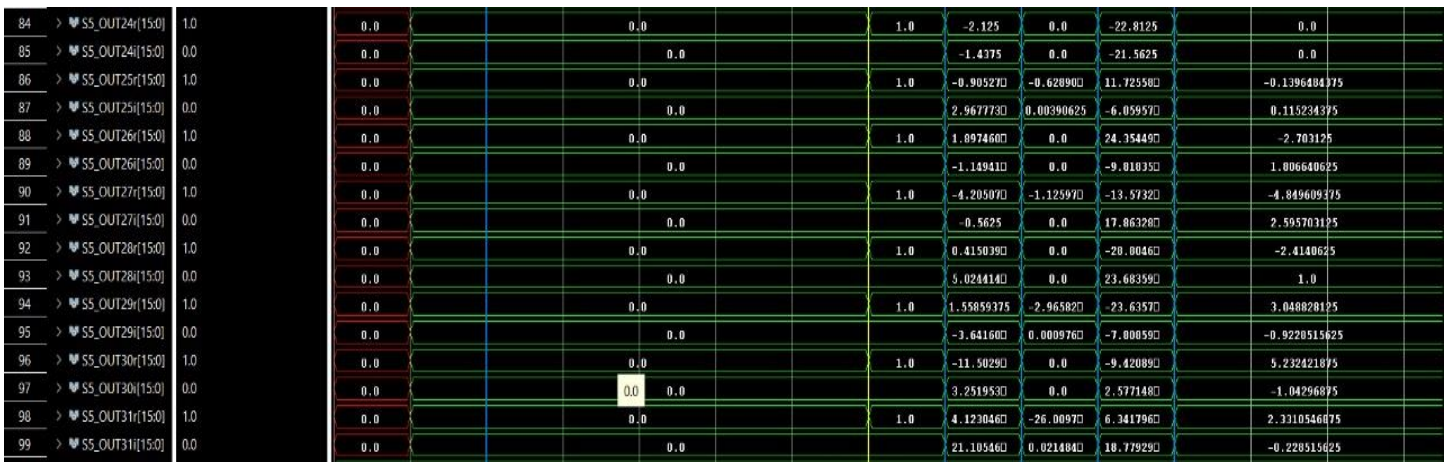 84 S5_OUT24r[15:0] 1.0 0.0 0.0 1.0 -2.125 0.0 -22.8125 0.0
85 S5_OUT24i[15:0] 0.0 0.0 0.0 -1.4375 0.0 -21.5625 0.0
86 S5_OUT25r[15:0] 1.0 0.0 0.0 1.0 -0.90527 -0.62890 11.72558 -0.1396484375
87 S5_OUT25i[15:0] 0.0 0.0 0.0 2.967773 0.00390625 -6.05957 0.115234375
88 S5_OUT26r[15:0] 1.0 0.0 0.0 1.0 1.897460 0.0 24.35449 -2.703125
89 S5_OUT26i[15:0] 0.0 0.0 0.0 -1.14941 0.0 -9.81835 1.806640625
90 S5_OUT27r[15:0] 1.0 0.0 0.0 1.0 -4.20507 -1.12597 -13.5732 -4.849609375
91 S5_OUT27i[15:0] 0.0 0.0 0.0 -0.5625 0.0 17.86328 2.595703125
92 S5_OUT28r[15:0] 1.0 0.0 0.0 1.0 0.415039 0.0 -28.8046 -2.4140625
93 S5_OUT28i[15:0] 0.0 0.0 0.0 5.024414 0.0 23.68359 1.0
94 S5_OUT29r[15:0] 1.0 0.0 0.0 1.0 1.55859375 -2.96582 -23.6357 3.048828125
95 S5_OUT29i[15:0] 0.0 0.0 0.0 -3.64160 0.000976 -7.80859 -0.9228515625
96 S5_OUT30r[15:0] 1.0 0.0 0.0 1.0 -11.5029 0.0 -9.42089 5.232421875
97 S5_OUT30i[15:0] 0.0 0.0 0.0 0.0 3.251953 0.0 2.577148 -1.04296875
98 S5_OUT31r[15:0] 1.0 0.0 0.0 1.0 4.123046 -26.0097 6.341796 2.3310546875
99 S5_OUT31i[15:0] 0.0 0.0 0.0 21.10546 0.021484 18.77929 -0.228515625